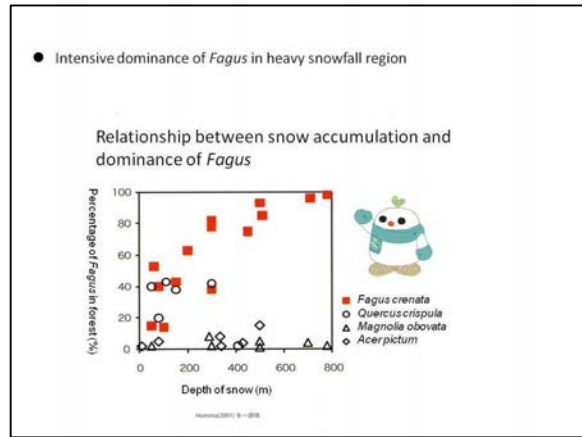 ● Intensive dominance of Fagus in heavy snowfall region
Relationship between snow accumulation and
dominance of Fagus
Percentage of Fagus
in forest (%)
100
80
60
40
20
0
0
200
400
600
800
Depth of snow (m)
Fagus crenata
Quercus crispula
Magnolia obovata
Acer pictum